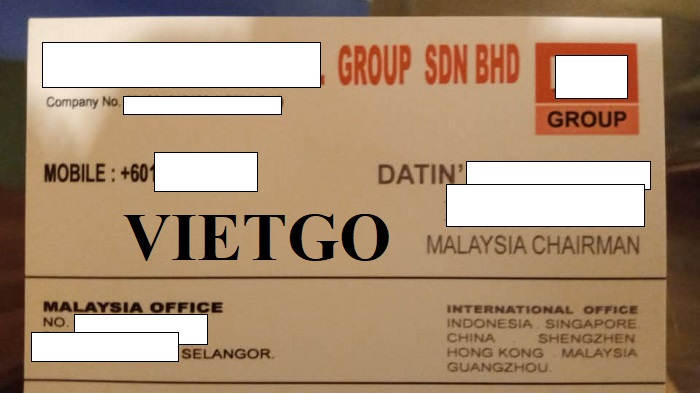 . GROUP SDN BHD
Company No.
GROUP
MOBILE : +601
DATIN'
VIETGO
MALAYSIA CHAIRMAN
MALAYSIA OFFICE
NO.
SELANGOR.
INTERNATIONAL OFFICE
INDONESIA SINGAPORE
CHINA SHENGZHEN
HONG KONG MALAYSIA
GUANGZHOU